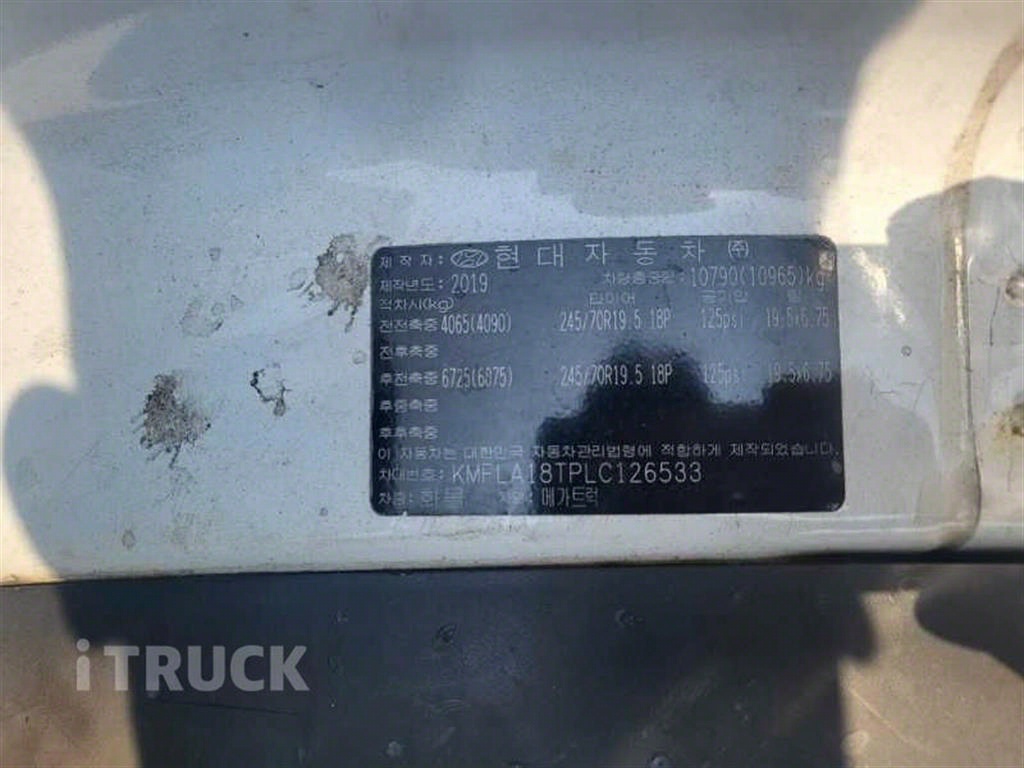 제작자: 현대자동차 ㈜
제작년도: 2019 차량총중량: 10790(10965)kg
적차시(kg) 타이어 공기압 림
전전축중 4065(4090) 245/70R19.5 18P 125psi 19.5x6.75
전후축중
후전축중 6725(6875) 245/70R19.5 18P 125psi 19.5x6.75
후중축중
후후축중
이 자동차는 대한민국 자동차관리법령에 적합하게 제작되었습니다.
차대번호: KMFLA18TPLC126533
차종: 화물 차명: 메가트럭
iTRUCK